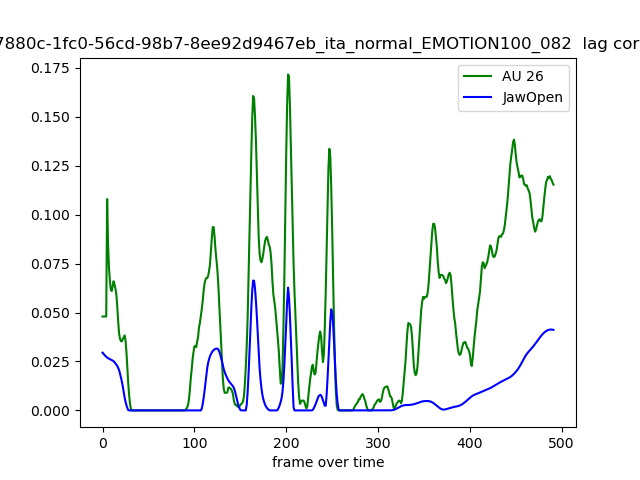 7880c-1fc0-56cd-98b7-8ee92d9467eb_ita_normal_EMOTION100_082 lag cor
AU 26
JawOpen
0.175
0.150
0.125
0.100
0.075
0.050
0.025
0.000
0 100 200 300 400 500
frame over time